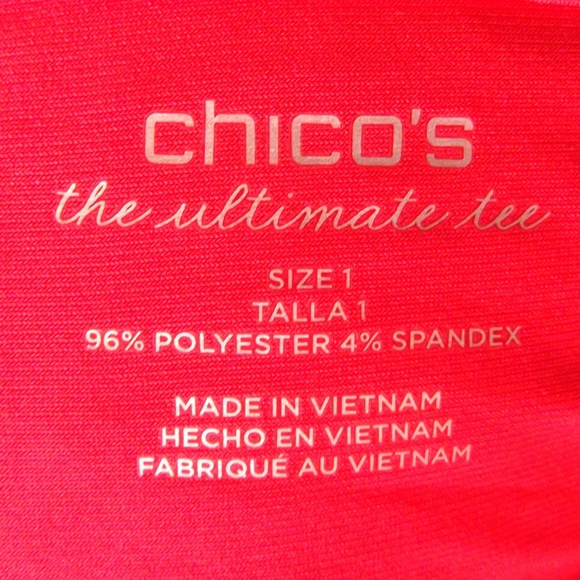 chico's
the ultimate tee
SIZE 1
TALLA 1
96% POLYESTER 4% SPANDEX
MADE IN VIETNAM
HECHO EN VIETNAM
FABRIQUÉ AU VIETNAM